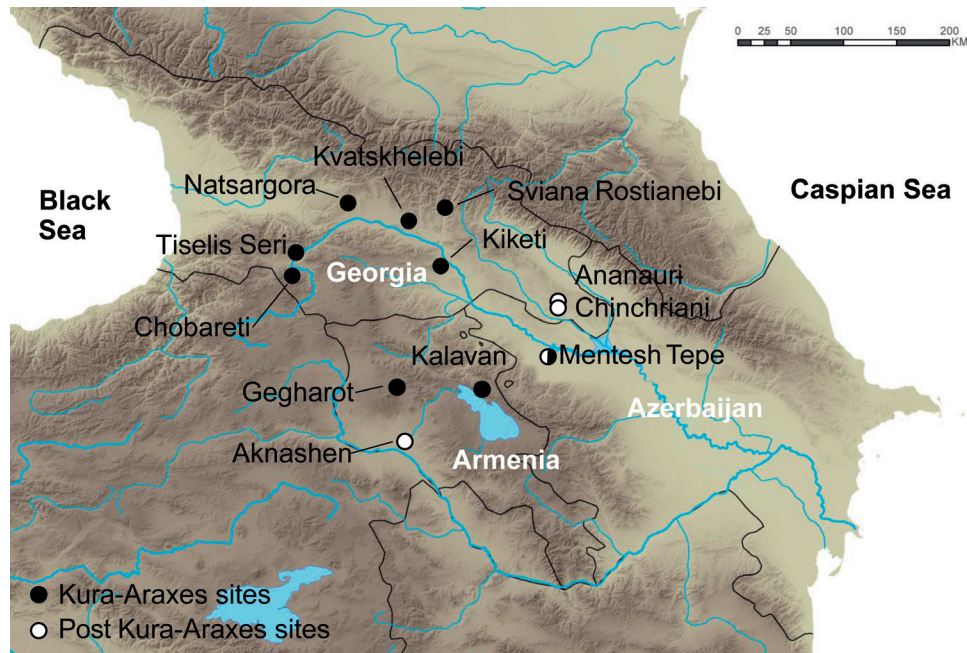 0 25 50 100 150 200
KM
Kvatskhelebi
Natsargora
Sviana Rostianebi
Black
Sea
Caspian Sea
Tiselis Seri
Kiketi
Georgia
Ananauri
Chinchriani
Chobareti
Kalavan
Mentesh Tepe
Gegharot
Azerbaijan
Aknashen
Armenia
Kura-Araxes sites
Post Kura-Araxes sites